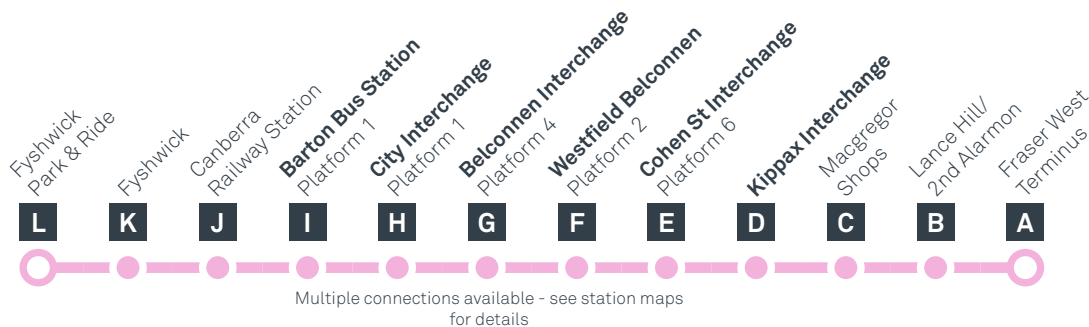 Fyshwick
Park & Ride
Fyshwick
Canberra
Railway Station
Barton Bus Station
Platform 1
City Interchange
Platform 1
Belconnen Interchange
Platform 4
Westfield Belconnen
Platform 2
Cohen St Interchange
Platform 6
Kippax Interchange
Macgregor
Shops
Lance Hill/
2nd Alarmon
Fraser West
Terminus
L K J I H G F E D C B A
Multiple connections available - see station maps
for details